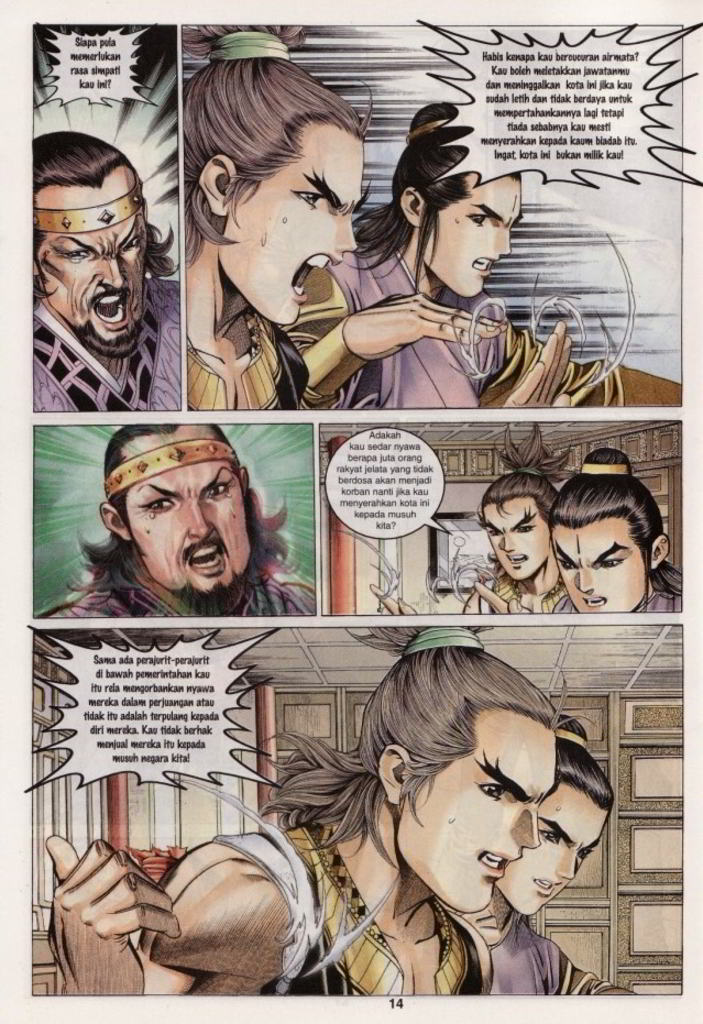 Siapa pula
memerlukan
rasa simpati
kau ini?
Habis kenapa kau bercucuran airmata?
Kau boleh meletakkan jawatanmu
dan meninggalkan kota ini jika kau
sudah letih dan tidak berdaya untuk
mempertahankannya lagi tetapi
tiada sebabnya kau mesti
menyerahkan kepada kaum biadab itu.
Ingat, kota ini bukan milik kau!
Adakah
kau sedar nyawa
berapa juta orang
rakyat jelata yang tidak
berdosa akan menjadi
korban nanti jika kau
menyerahkan kota ini
kepada musuh
kita?
Sama ada perajurit-perajurit
di bawah pemerintahan kau
itu rela mengorbankan nyawa
mereka dalam perjuangan atau
tidak itu adalah terpulang kepada
diri mereka. Kau tidak berhak
menjual mereka itu kepada
musuh negara kita!
14